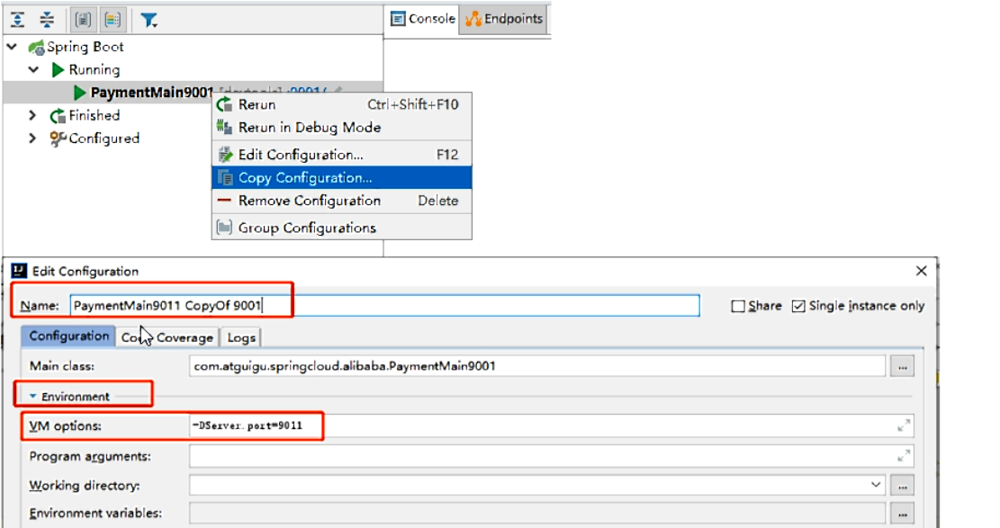 Console Endpoints
Spring Boot
Running
PaymentMain9001 [devtools] :9001/
Rerun Ctrl+Shift+F10
Finished
Rerun in Debug Mode
Configured
Edit Configuration... F12
Copy Configuration...
Remove Configuration Delete
Group Configurations
Edit Configuration
Name: PaymentMain9011 CopyOf 9001 Share Single instance only
Configuration Code Coverage Logs
Main class: com.atguigu.springcloud.alibaba.PaymentMain9001 ...
Environment
VM options: -DServer.port=9011
Program arguments:
Working directory: ...
Environment variables: ...